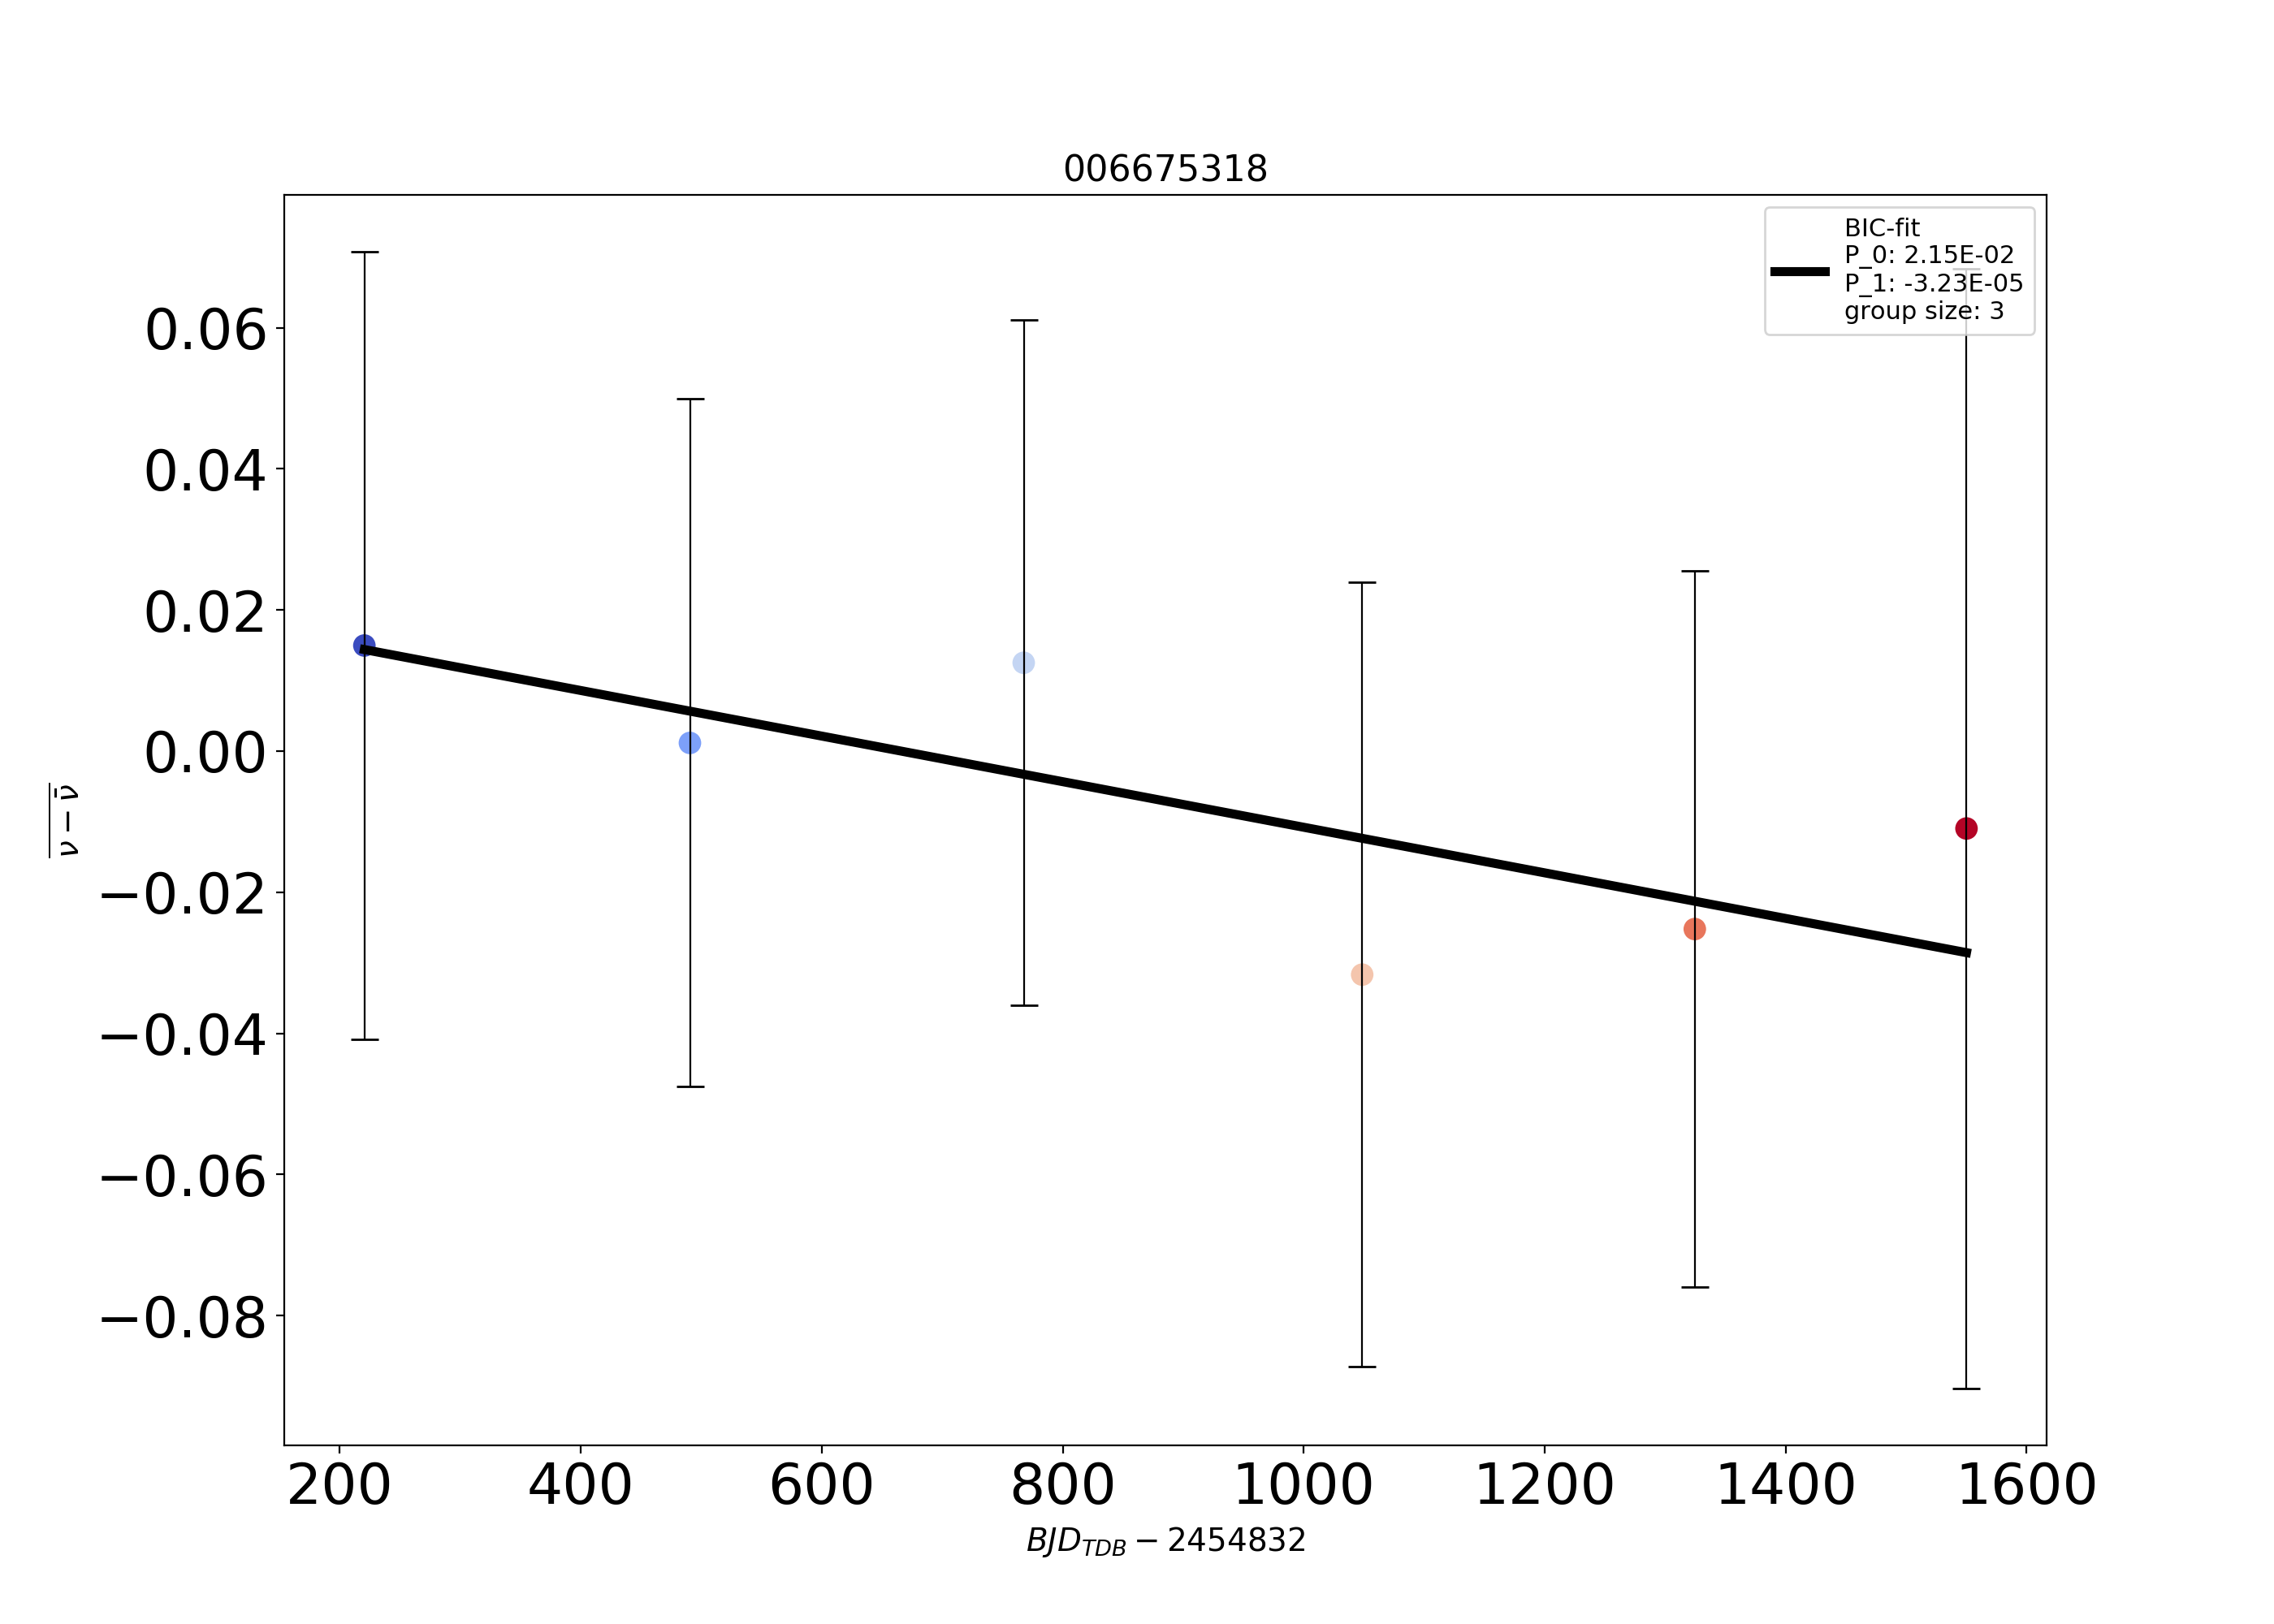 006675318
BIC-fit
P_0: 2.15E-02
P_1: -3.23E-05
group size: 3
0.06
0.04
0.02
0.00
−0.02
−0.04
−0.06
−0.08
ν − ν̄
200 400 600 800 1000 1200 1400 1600
BJD_TDB − 2454832